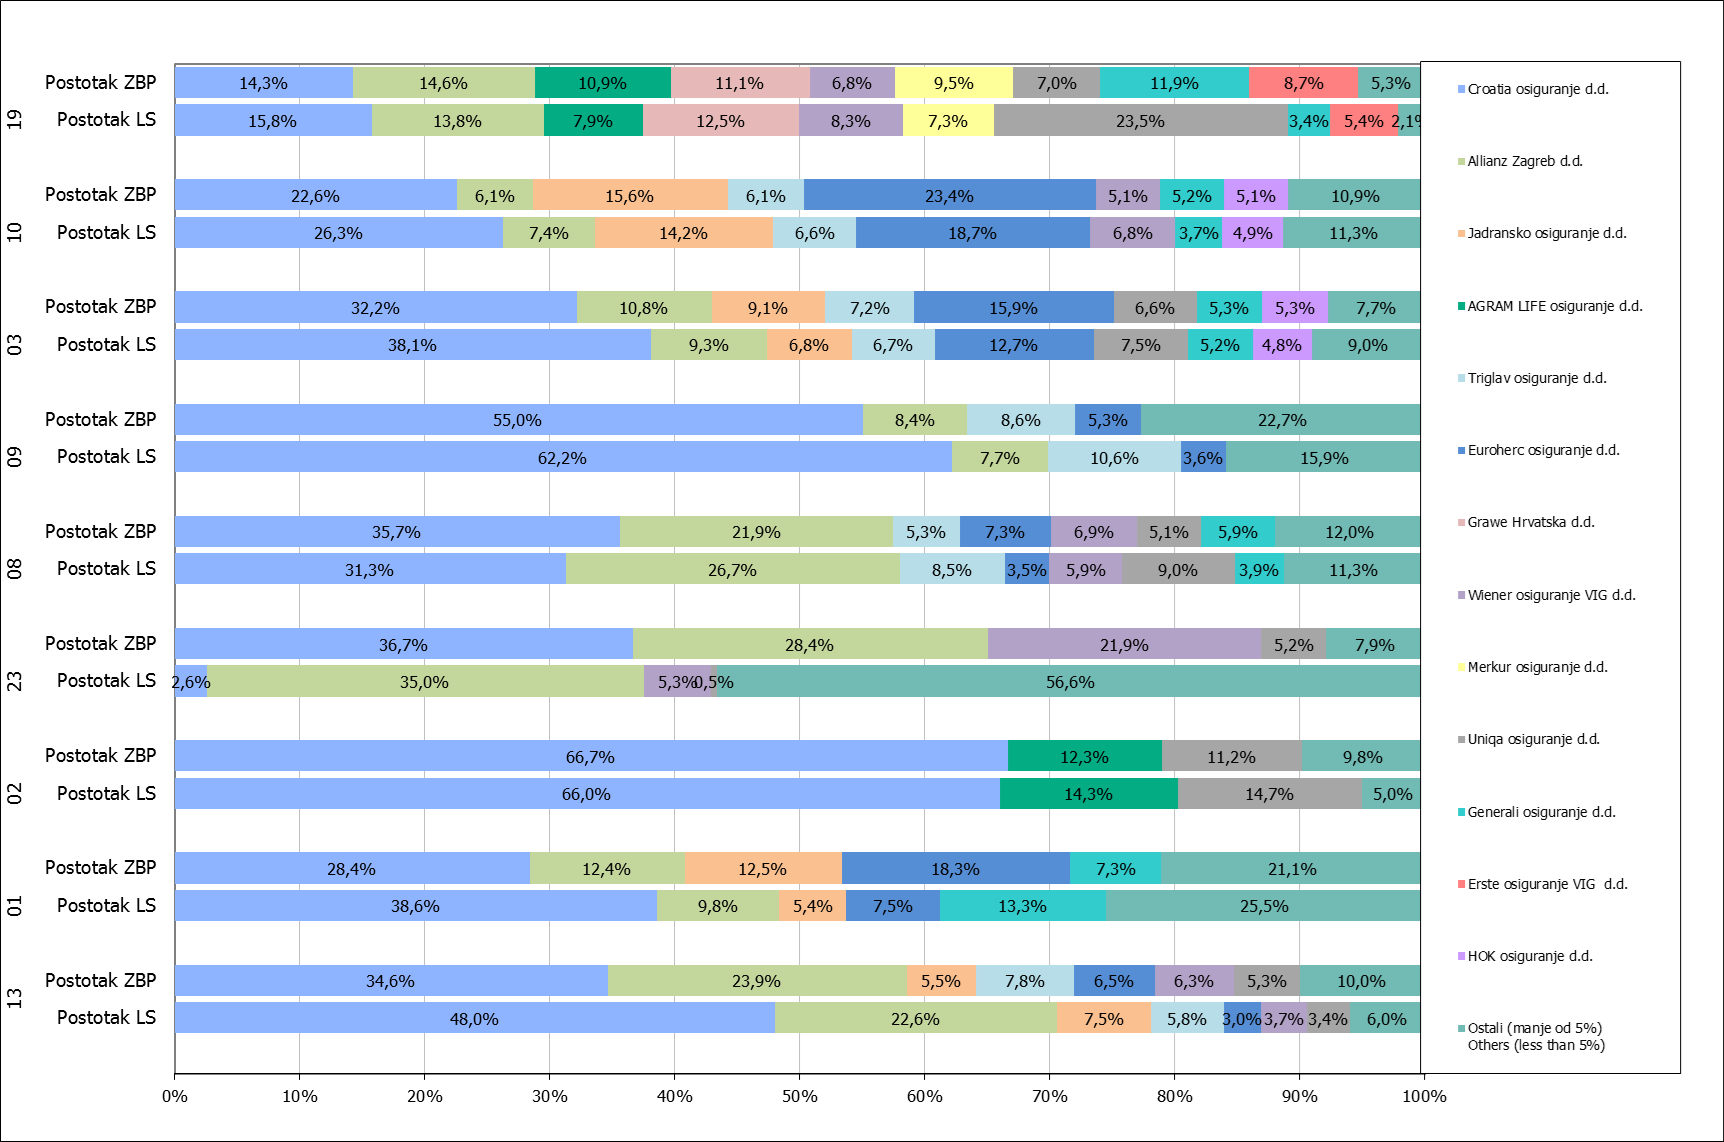 Postotak ZBP 14,3% 14,6% 10,9% 11,1% 6,8% 9,5% 7,0% 11,9% 8,7% 5,3%
19
Postotak LS 15,8% 13,8% 7,9% 12,5% 8,3% 7,3% 23,5% 3,4% 5,4% 2,1%
Postotak ZBP 22,6% 6,1% 15,6% 6,1% 23,4% 5,1% 5,2% 5,1% 10,9%
10
Postotak LS 26,3% 7,4% 14,2% 6,6% 18,7% 6,8% 3,7% 4,9% 11,3%
Postotak ZBP 32,2% 10,8% 9,1% 7,2% 15,9% 6,6% 5,3% 5,3% 7,7%
03
Postotak LS 38,1% 9,3% 6,8% 6,7% 12,7% 7,5% 5,2% 4,8% 9,0%
Postotak ZBP 55,0% 8,4% 8,6% 5,3% 22,7%
09
Postotak LS 62,2% 7,7% 10,6% 3,6% 15,9%
Postotak ZBP 35,7% 21,9% 5,3% 7,3% 6,9% 5,1% 5,9% 12,0%
08
Postotak LS 31,3% 26,7% 8,5% 3,5% 5,9% 9,0% 3,9% 11,3%
Postotak ZBP 36,7% 28,4% 21,9% 5,2% 7,9%
23
Postotak LS 2,6% 35,0% 5,3% 0,5% 56,6%
Postotak ZBP 66,7% 12,3% 11,2% 9,8%
02
Postotak LS 66,0% 14,3% 14,7% 5,0%
Postotak ZBP 28,4% 12,4% 12,5% 18,3% 7,3% 21,1%
01
Postotak LS 38,6% 9,8% 5,4% 7,5% 13,3% 25,5%
Postotak ZBP 34,6% 23,9% 5,5% 7,8% 6,5% 6,3% 5,3% 10,0%
13
Postotak LS 48,0% 22,6% 7,5% 5,8% 3,0% 3,7% 3,4% 6,0%
0% 10% 20% 30% 40% 50% 60% 70% 80% 90% 100%
Croatia osiguranje d.d.
Allianz Zagreb d.d.
Jadransko osiguranje d.d.
AGRAM LIFE osiguranje d.d.
Triglav osiguranje d.d.
Euroherc osiguranje d.d.
Grawe Hrvatska d.d.
Wiener osiguranje VIG d.d.
Merkur osiguranje d.d.
Uniqa osiguranje d.d.
Generali osiguranje d.d.
Erste osiguranje VIG d.d.
HOK osiguranje d.d.
Ostali (manje od 5%)
Others (less than 5%)